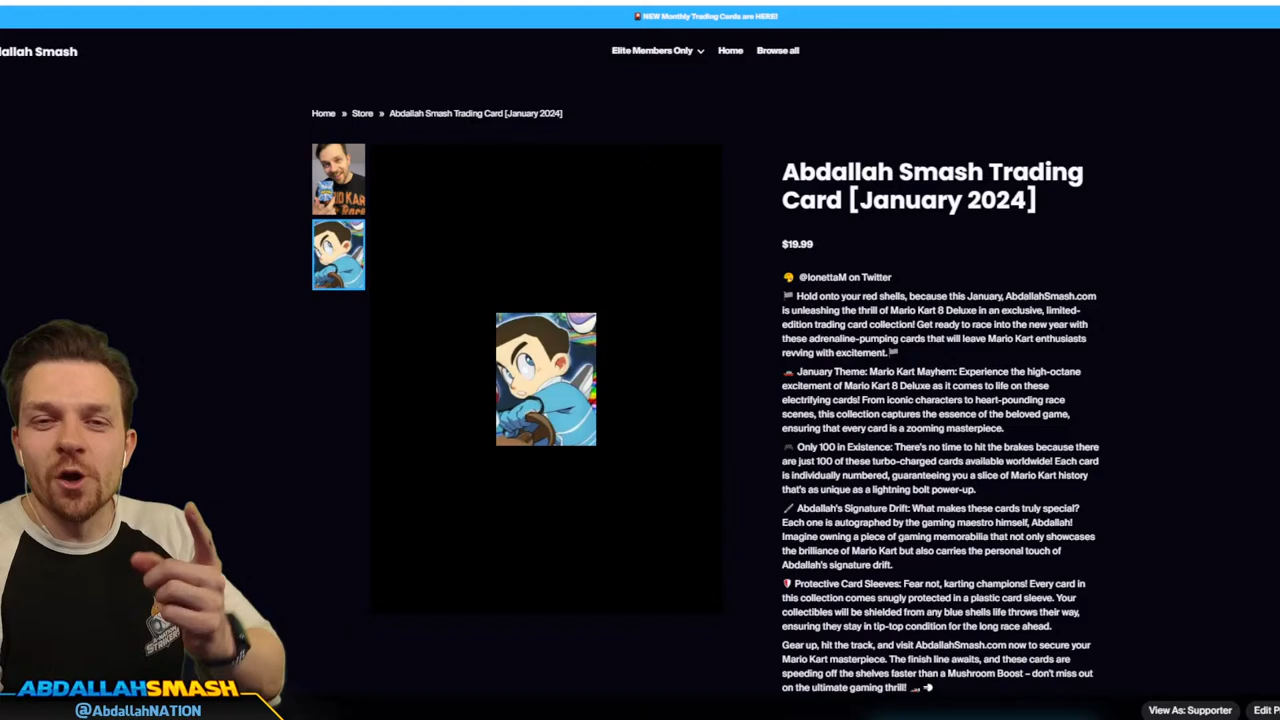 🎴 NEW Monthly Trading Cards are HERE!
dallah Smash
Elite Members Only
Home
Browse all
Home » Store » Abdallah Smash Trading Card [January 2024]
Abdallah Smash Trading
Card [January 2024]
$19.99
@IonettaM on Twitter
🏁 Hold onto your red shells, because this January, AbdallahSmash.com
is unleashing the thrill of Mario Kart 8 Deluxe in an exclusive, limited-
edition trading card collection! Get ready to race into the new year with
these adrenaline-pumping cards that will leave Mario Kart enthusiasts
revving with excitement.🏁
🏎️ January Theme: Mario Kart Mayhem: Experience the high-octane
excitement of Mario Kart 8 Deluxe as it comes to life on these
electrifying cards! From iconic characters to heart-pounding race
scenes, this collection captures the essence of the beloved game,
ensuring that every card is a zooming masterpiece.
🎮 Only 100 in Existence: There's no time to hit the brakes because there
are just 100 of these turbo-charged cards available worldwide! Each card
is individually numbered, guaranteeing you a slice of Mario Kart history
that's as unique as a lightning bolt power-up.
🖊️ Abdallah's Signature Drift: What makes these cards truly special?
Each one is autographed by the gaming maestro himself, Abdallah!
Imagine owning a piece of gaming memorabilia that not only showcases
the brilliance of Mario Kart but also carries the personal touch of
Abdallah's signature drift.
🛡️ Protective Card Sleeves: Fear not, karting champions! Every card in
this collection comes snugly protected in a plastic card sleeve. Your
collectibles will be shielded from any blue shells life throws their way,
ensuring they stay in tip-top condition for the long race ahead.
Gear up, hit the track, and visit AbdallahSmash.com now to secure your
Mario Kart masterpiece. The finish line awaits, and these cards are
speeding off the shelves faster than a Mushroom Boost – don't miss out
on the ultimate gaming thrill! 🏎️💨
STRIKERS
ABDALLAHSMASH
@AbdallahNATION
View As: Supporter
Edit P